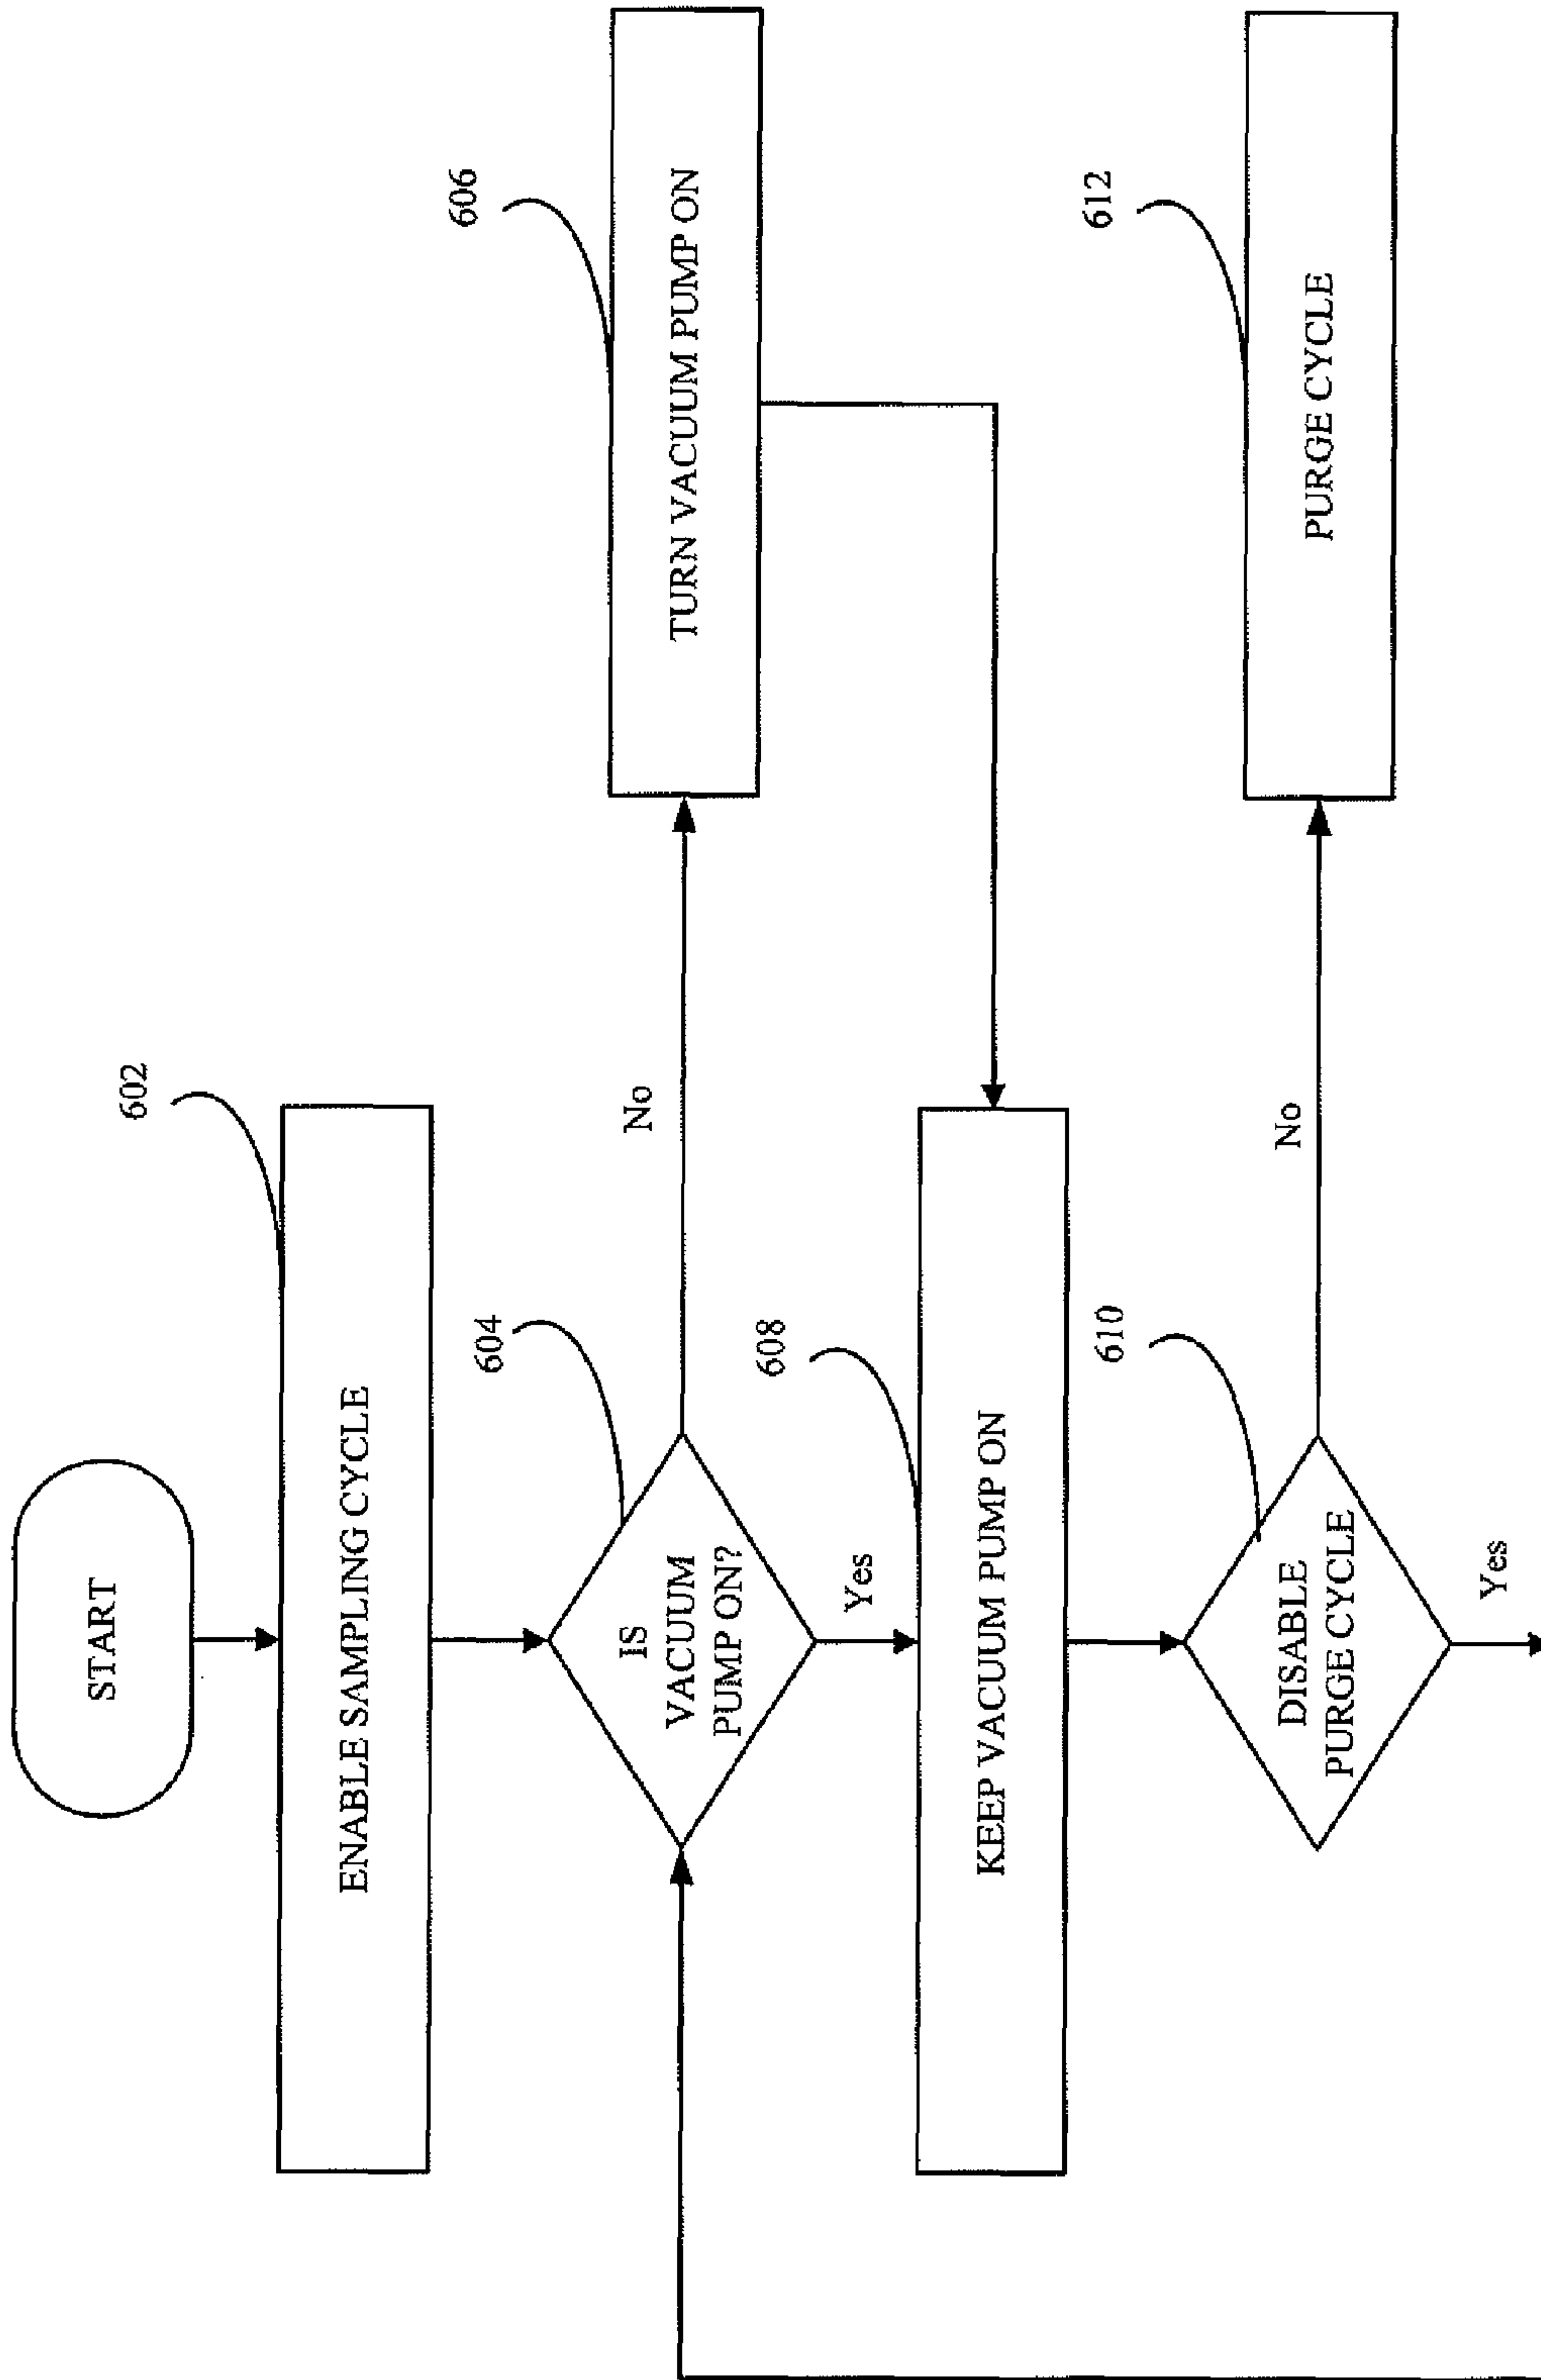 START
602
ENABLE SAMPLING CYCLE
604
IS
VACUUM
PUMP ON?
No
606
TURN VACUUM PUMP ON
Yes
608
KEEP VACUUM PUMP ON
610
DISABLE
PURGE CYCLE
No
612
PURGE CYCLE
Yes